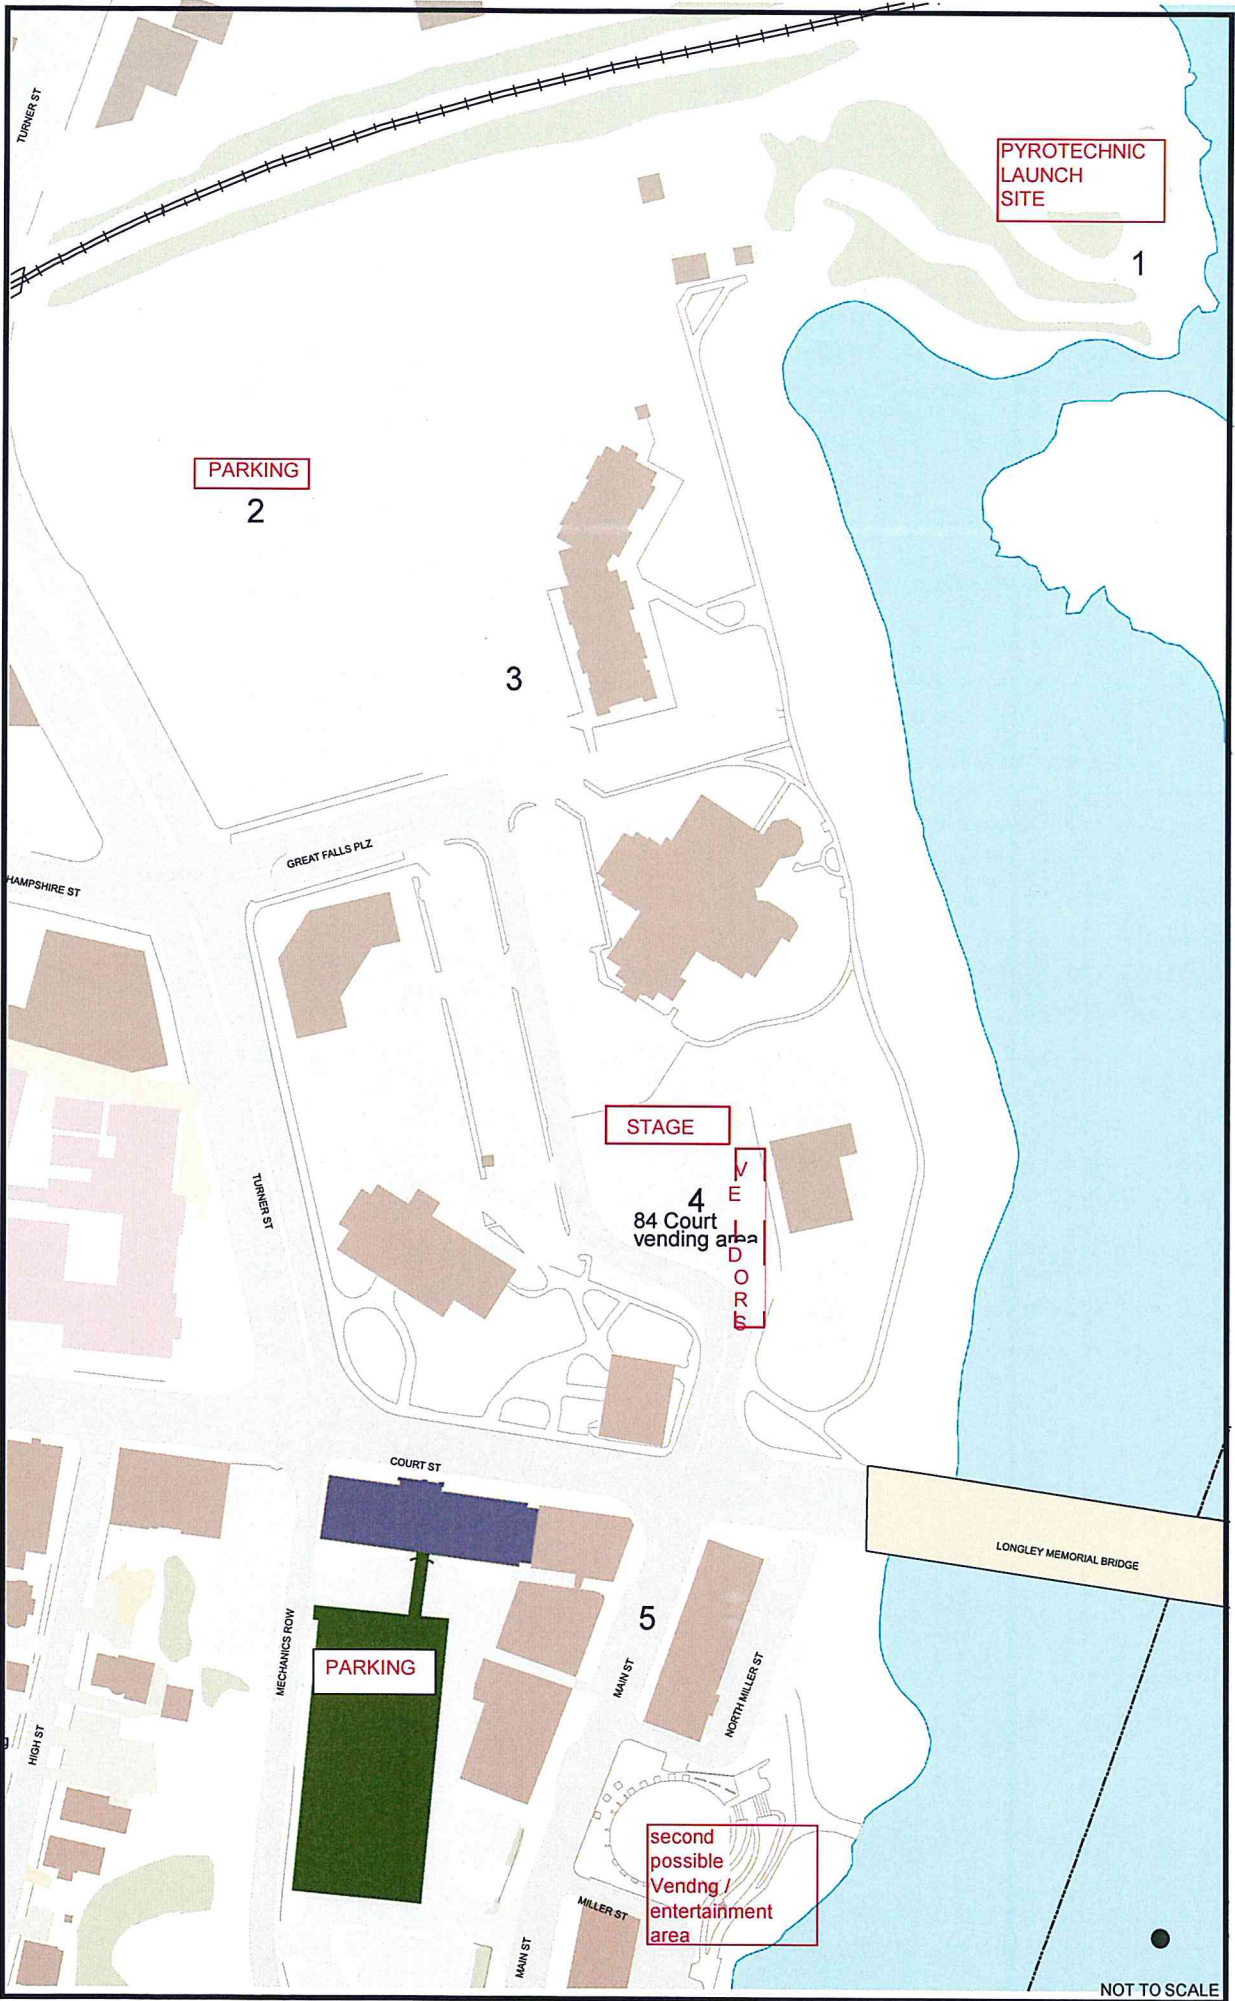 TURNER ST
PYROTECHNIC
LAUNCH
SITE
1
PARKING
2
3
GREAT FALLS PLZ
HAMPSHIRE ST
STAGE
VE DORS
4
84 Court
vending area
TURNER ST
COURT ST
LONGLEY MEMORIAL BRIDGE
5
MECHANICS ROW
PARKING
MAIN ST
NORTH MILLER ST
HIGH ST
second
possible
Vendng /
entertainment
area
MILLER ST
MAIN ST
NOT TO SCALE